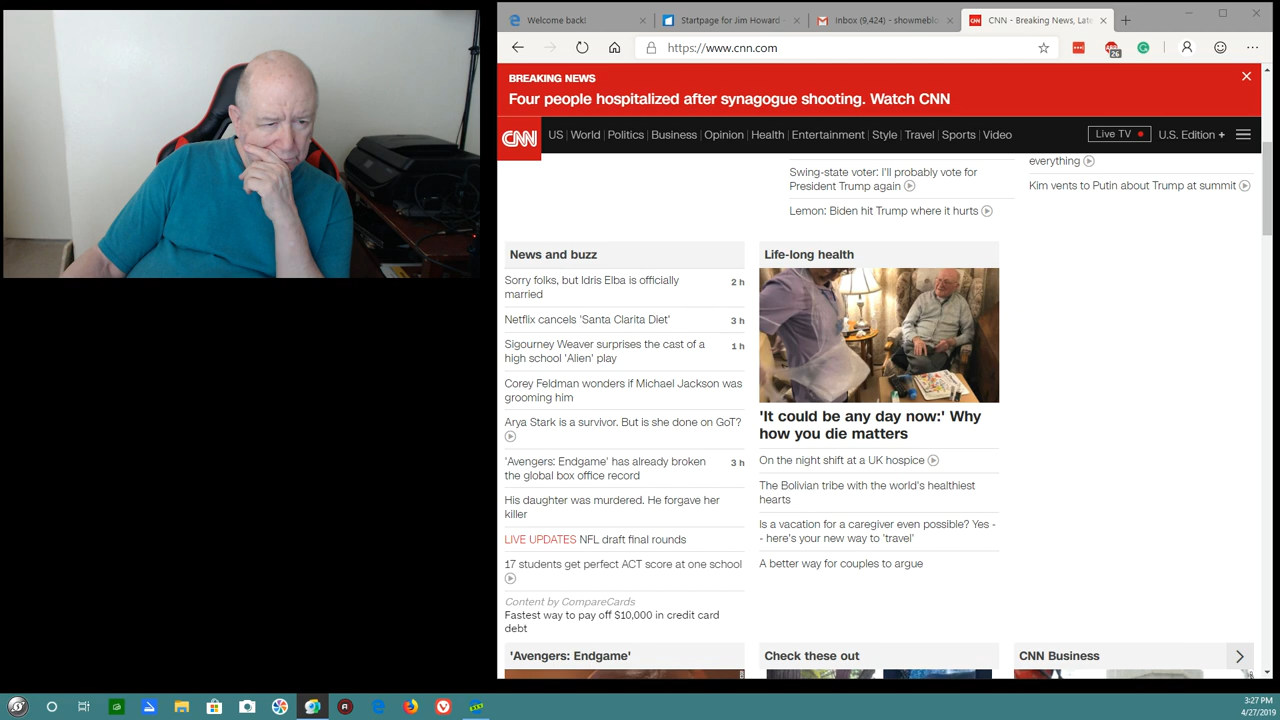 Welcome back!
Startpage for Jim Howard -
Inbox (9,424) - showmeblo
CNN - Breaking News, Late
https://www.cnn.com
26
BREAKING NEWS
Four people hospitalized after synagogue shooting. Watch CNN
CNN
US | World | Politics | Business | Opinion | Health | Entertainment | Style | Travel | Sports | Video
Live TV
U.S. Edition +
Swing-state voter: I'll probably vote for
President Trump again
Lemon: Biden hit Trump where it hurts
everything
Kim vents to Putin about Trump at summit
News and buzz
Sorry folks, but Idris Elba is officially
married
2 h
Netflix cancels 'Santa Clarita Diet'
3 h
Sigourney Weaver surprises the cast of a
high school 'Alien' play
1 h
Corey Feldman wonders if Michael Jackson was
grooming him
Arya Stark is a survivor. But is she done on GoT?
'Avengers: Endgame' has already broken
the global box office record
3 h
His daughter was murdered. He forgave her
killer
LIVE UPDATES NFL draft final rounds
17 students get perfect ACT score at one school
Content by CompareCards
Fastest way to pay off $10,000 in credit card
debt
Life-long health
'It could be any day now:' Why
how you die matters
On the night shift at a UK hospice
The Bolivian tribe with the world's healthiest
hearts
Is a vacation for a caregiver even possible? Yes -
- here's your new way to 'travel'
A better way for couples to argue
'Avengers: Endgame'
Check these out
CNN Business
3:27 PM
4/27/2019